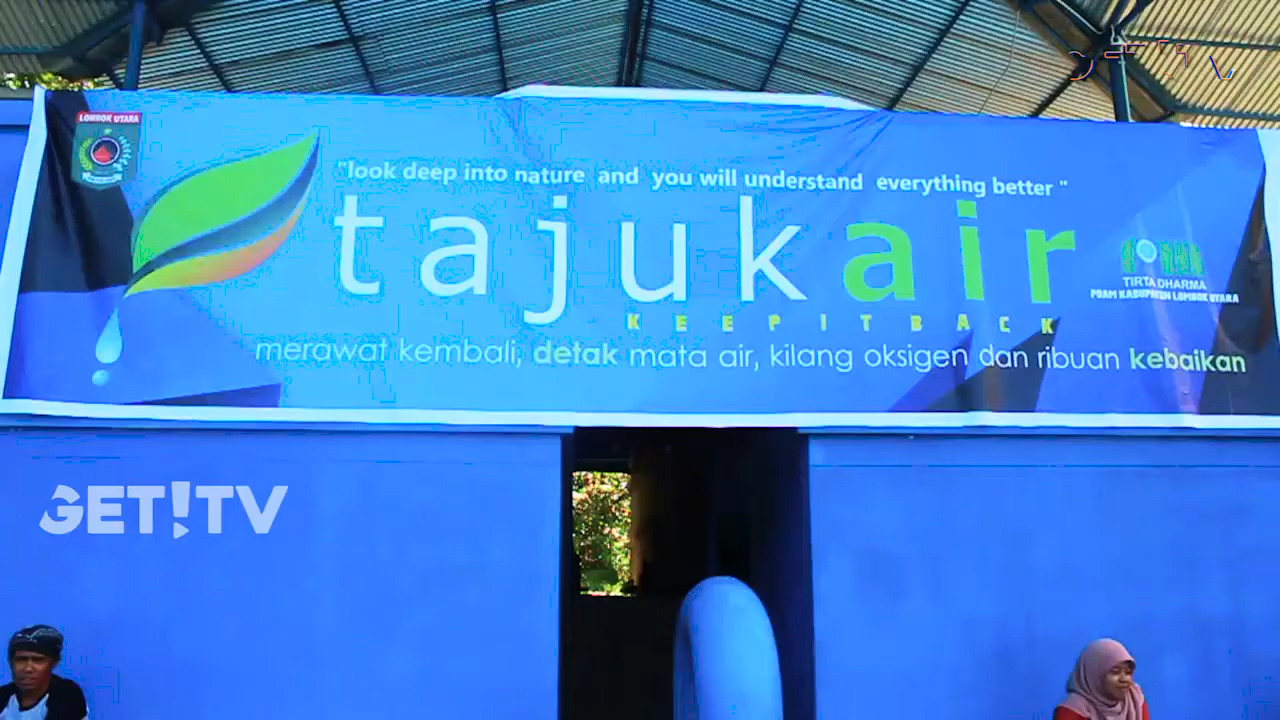 LOMBOK UTARA
"look deep into nature and you will understand everything better "
tajukair
KEEPITBACK
TIRTA DHARMA
PDAM KABUPATEN LOMBOK UTARA
merawat kembali, detak mata air, kilang oksigen dan ribuan kebaikan
GET!TV